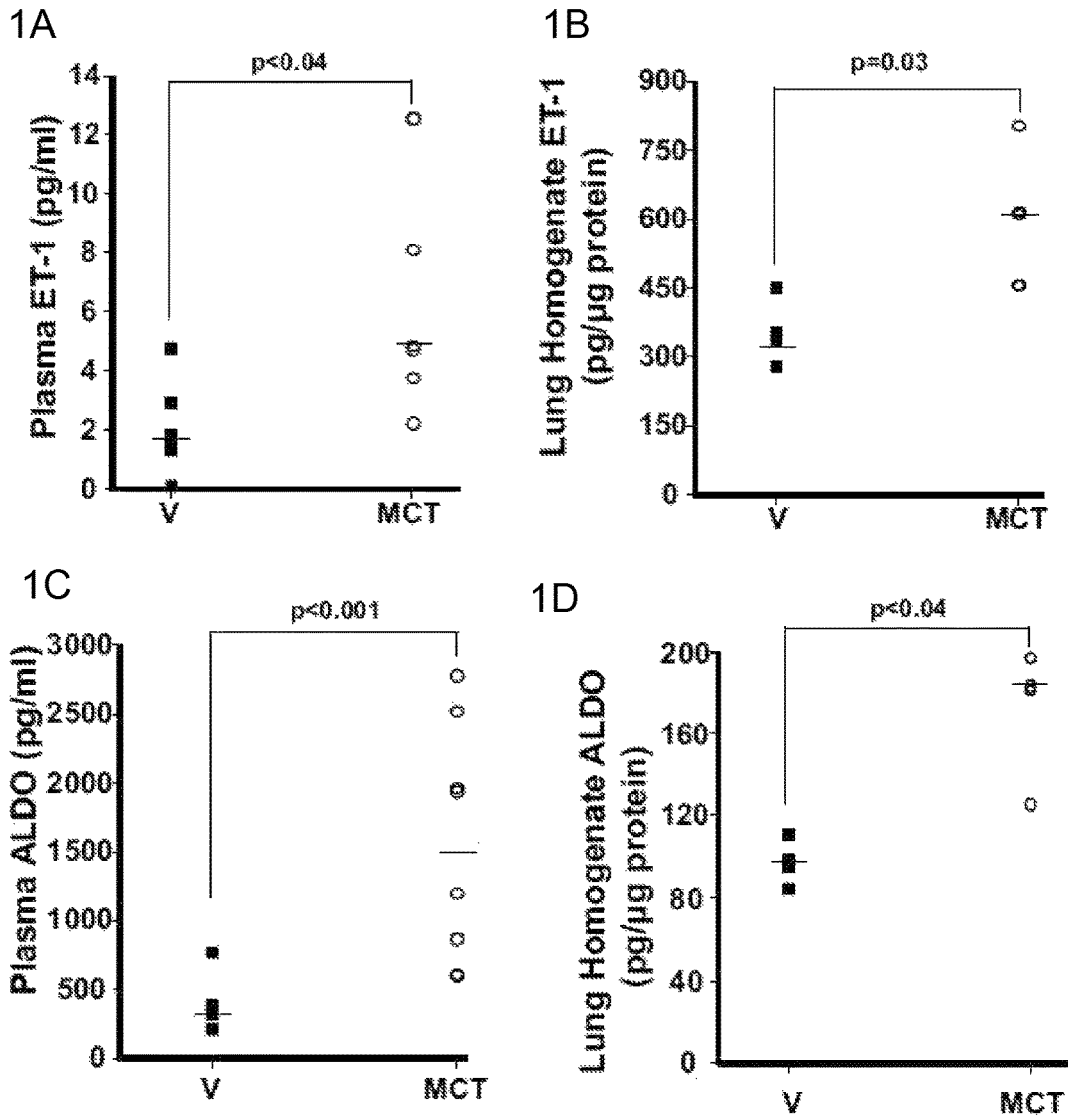 1A
p<0.04
Plasma ET-1 (pg/ml)
14
12
10
8
6
4
2
0
V
MCT
1B
p=0.03
Lung Homogenate ET-1
(pg/µg protein)
900
750
600
450
300
150
0
V
MCT
1C
p<0.001
Plasma ALDO (pg/ml)
3000
2500
2000
1500
1000
500
0
V
MCT
1D
p<0.04
Lung Homogenate ALDO
(pg/µg protein)
200
160
120
80
40
0
V
MCT